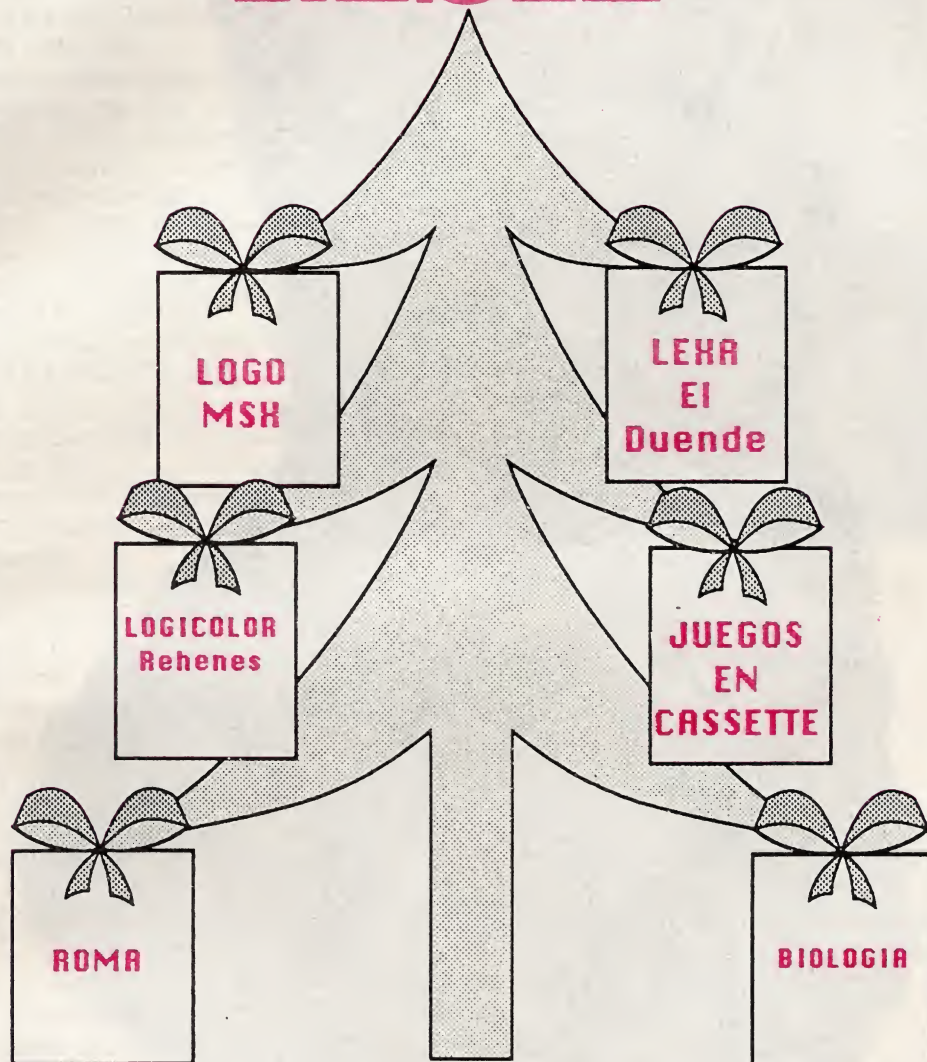 LOGO
MSX
LEXA
El
Duende
LOGICOLOR
Rehenes
JUEGOS
EN
CASSETTE
ROMA
BIOLOGIA